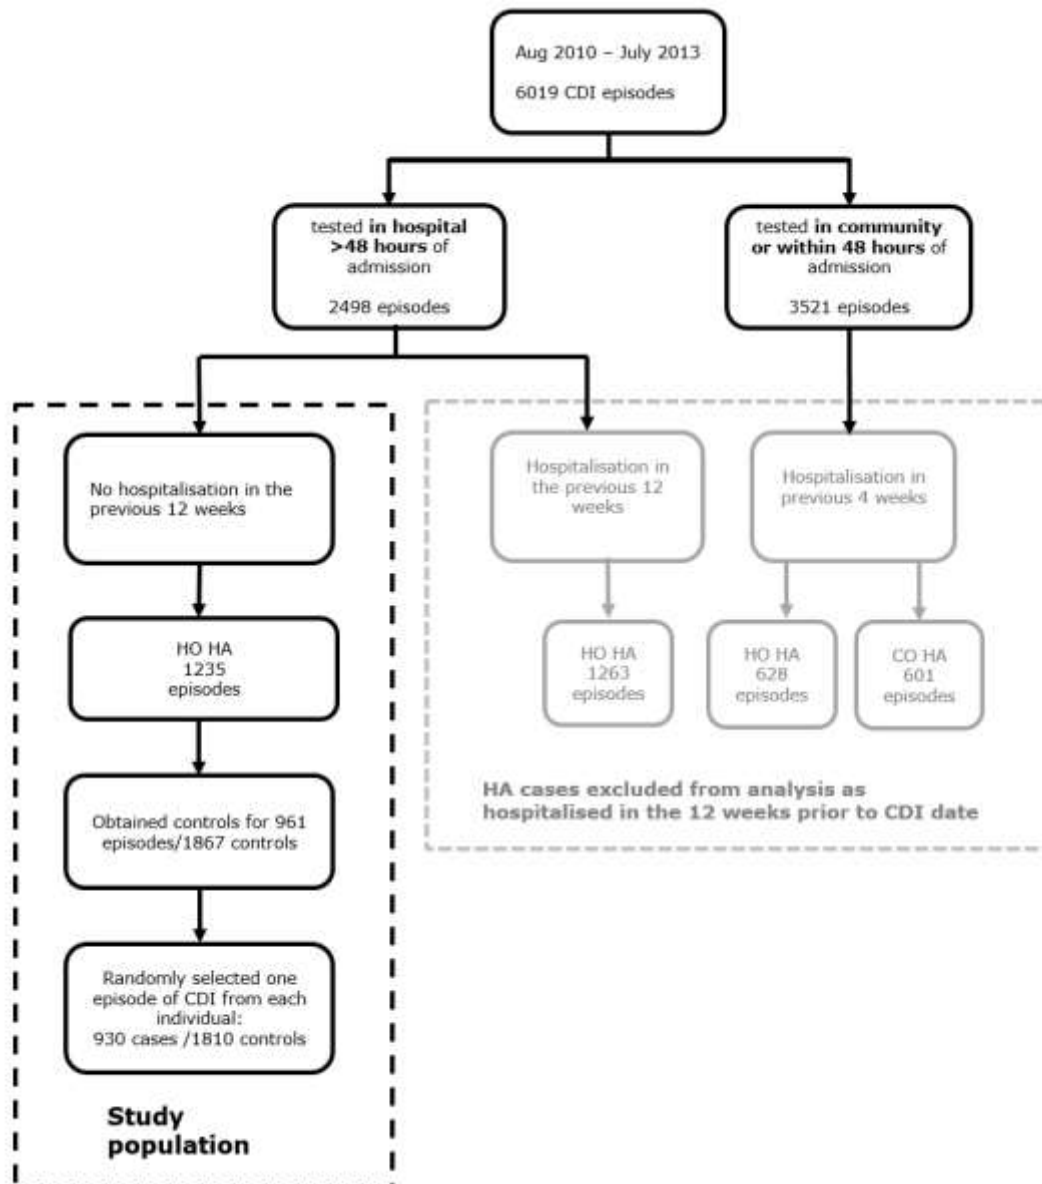 Aug 2010 – July 2013
6019 CDI episodes
tested in hospital
>48 hours of
admission
2498 episodes
tested in community
or within 48 hours of
admission
3521 episodes
No hospitalisation in the
previous 12 weeks
Hospitalisation in
the previous 12
weeks
Hospitalisation in
previous 4 weeks
HO HA
1235
episodes
HO HA
1263
episodes
HO HA
628
episodes
CO HA
601
episodes
HA cases excluded from analysis as
hospitalised in the 12 weeks prior to CDI date
Obtained controls for 961
episodes/1867 controls
Randomly selected one
episode of CDI from each
individual:
930 cases /1810 controls
Study
population